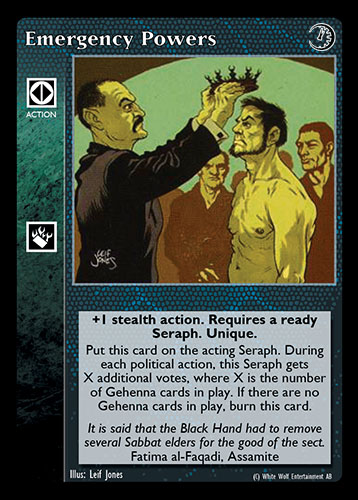 Emergency Powers
ACTION
LEIF
JONES
+1 stealth action. Requires a ready
Seraph. Unique.
Put this card on the acting Seraph. During
each political action, this Seraph gets
X additional votes, where X is the number
of Gehenna cards in play. If there are no
Gehenna cards in play, burn this card.
It is said that the Black Hand had to remove
several Sabbat elders for the good of the sect.
Fatima al-Faqadi, Assamite
Illus: Leif Jones
(C) White Wolf Entertainment AB